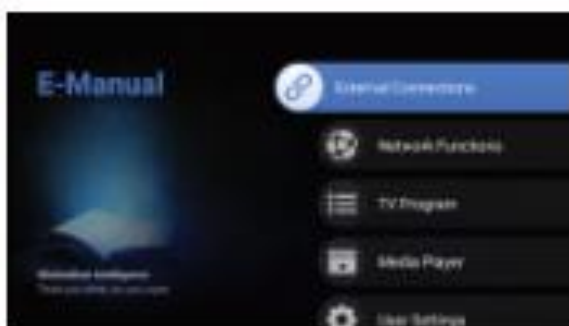 E-Manual
External Connections
Network Functions
TV Program
Media Player
User Settings